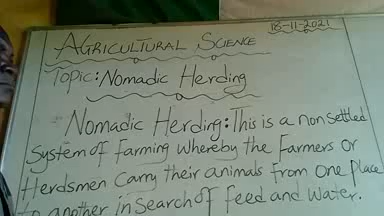 18-11-2021
AGRICULTURAL SCIENCE
Topic: Nomadic Herding
Nomadic Herding: This is a non settled
System of farming whereby the farmers or
Herdsmen carry their animals from one place
to another in search of feed and water.